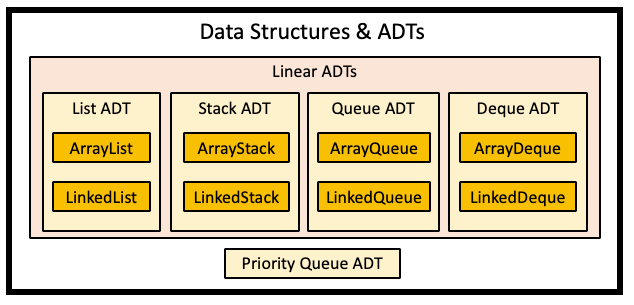 Data Structures & ADTs
Linear ADTs
List ADT
ArrayList
LinkedList
Stack ADT
ArrayStack
LinkedStack
Queue ADT
ArrayQueue
LinkedQueue
Deque ADT
ArrayDeque
LinkedDeque
Priority Queue ADT